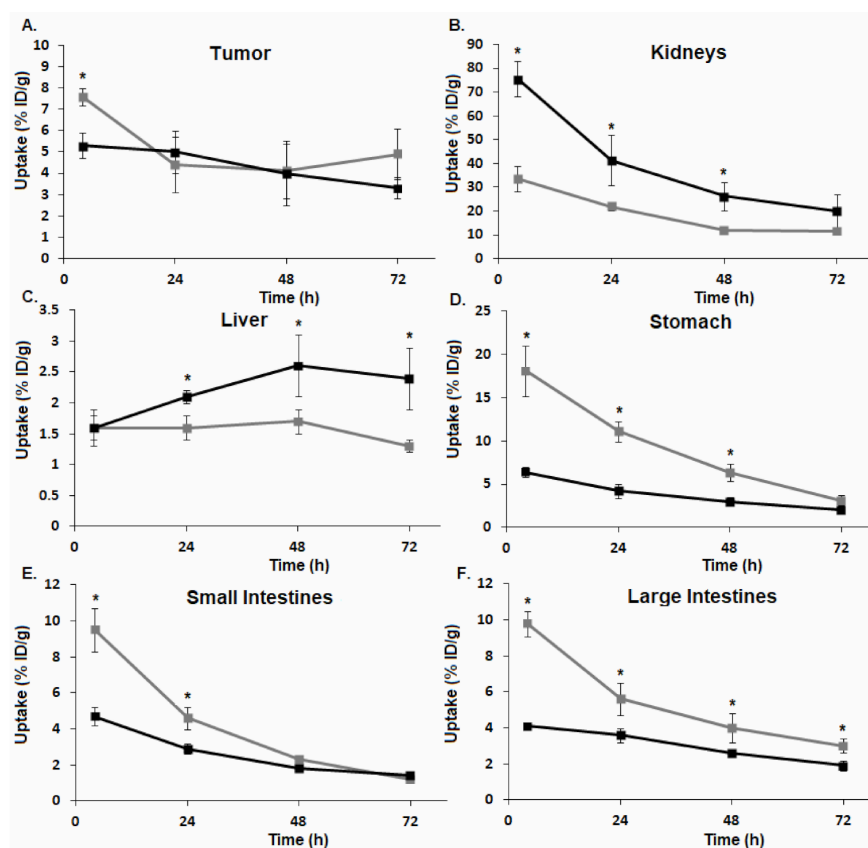 A.
Tumor
Uptake (% ID/g)
10
9
8
7
6
5
4
3
2
1
0
*
0 24 48 72
Time (h)
B.
Kidneys
Uptake (% ID/g)
90
80
70
60
50
40
30
20
10
0
* * *
0 24 48 72
Time (h)
C.
Liver
Uptake (% ID/g)
3.5
3
2.5
2
1.5
1
0.5
0
* * *
0 24 48 72
Time (h)
D.
Stomach
Uptake (% ID/g)
25
20
15
10
5
0
* * *
0 24 48 72
Time (h)
E.
Small Intestines
Uptake (% ID/g)
12
10
8
6
4
2
0
* *
0 24 48 72
Time (h)
F.
Large Intestines
Uptake (% ID/g)
12
10
8
6
4
2
0
* * * *
0 24 48 72
Time (h)